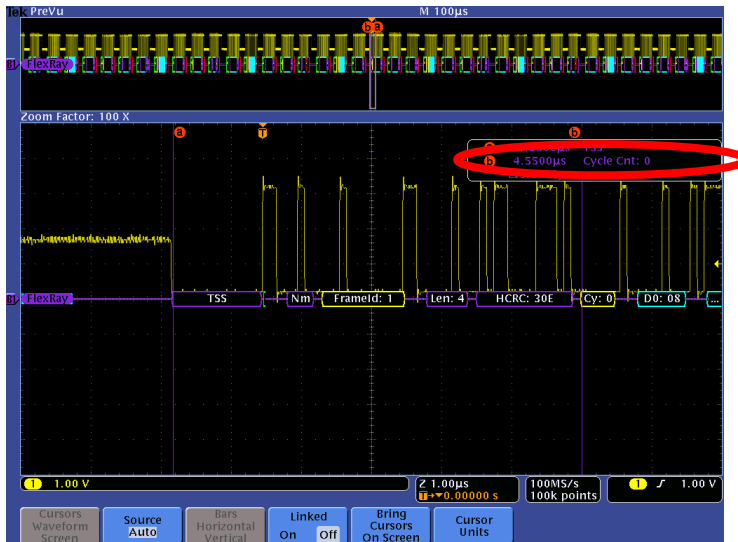 Tek PreVu
M 100µs
b a
B1 FlexRay
Zoom Factor: 100 X
a
T
b
b 4.5500µs Cycle Cnt: 0
B1 FlexRay
TSS
Nm
FrameId: 1
Len: 4
HCRC: 30E
Cy: 0
D0: 08
...
1 1.00 V
Z 1.00µs
T→▼0.00000 s
100MS/s
100k points
1 1.00 V
Cursors
Waveform
Screen
Source
Auto
Bars
Horizontal
Vertical
Linked
On Off
Bring
Cursors
On Screen
Cursor
Units